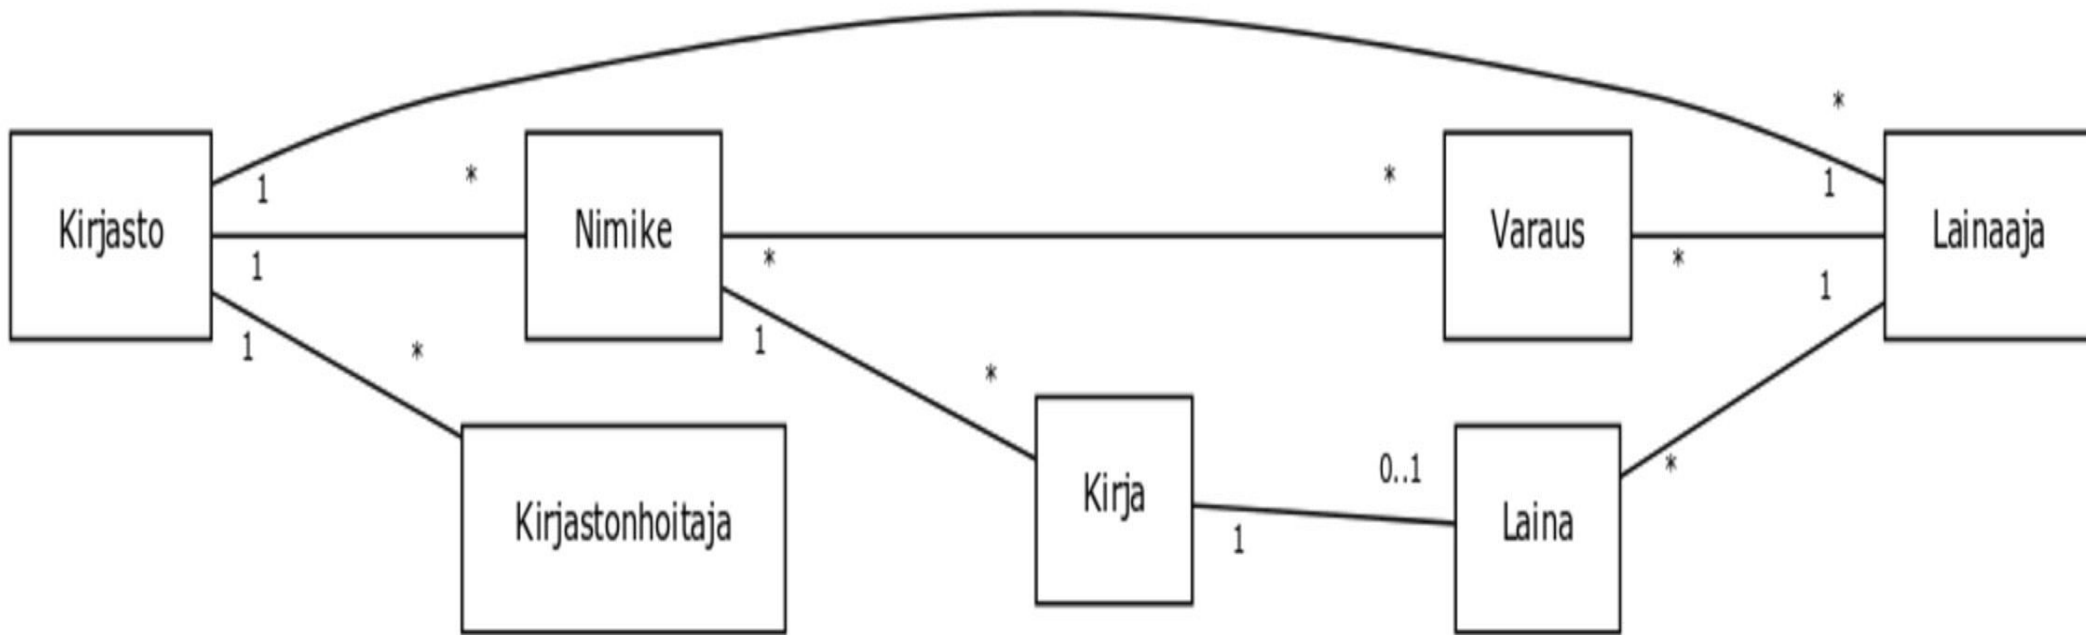 *
1
*
*
1
Kirjasto
Nimike
Varaus
Lainaaja
1
*
*
1
1
*
1
*
0..1
*
Kirja
Kirjastonhoitaja
Laina
1